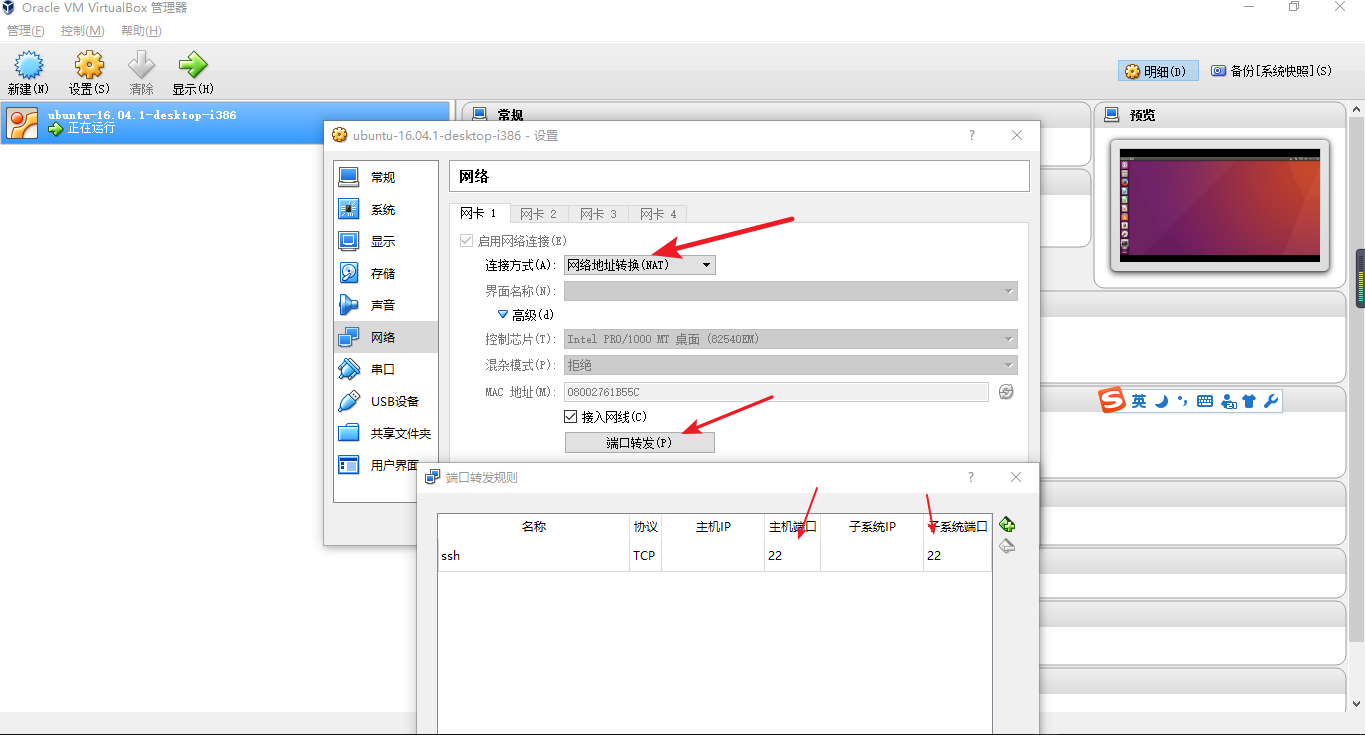 Oracle VM VirtualBox 管理器
管理(F) 控制(M) 帮助(H)
新建(N) 设置(S) 清除 显示(H)
明细(D) 备份[系统快照](S)
ubuntu-16.04.1-desktop-i386
正在运行
常规
预览
ubuntu-16.04.1-desktop-i386 - 设置
常规
系统
显示
存储
声音
网络
串口
USB设备
共享文件夹
用户界面
网络
网卡 1 网卡 2 网卡 3 网卡 4
启用网络连接(E)
连接方式(A): 网络地址转换(NAT)
界面名称(N):
高级(d)
控制芯片(T): Intel PRO/1000 MT 桌面 (82540EM)
混杂模式(P): 拒绝
MAC 地址(M): 08002761B55C
接入网线(C)
端口转发(P)
S 英
端口转发规则
名称 协议 主机IP 主机端口 子系统IP 子系统端口
ssh TCP 22 22